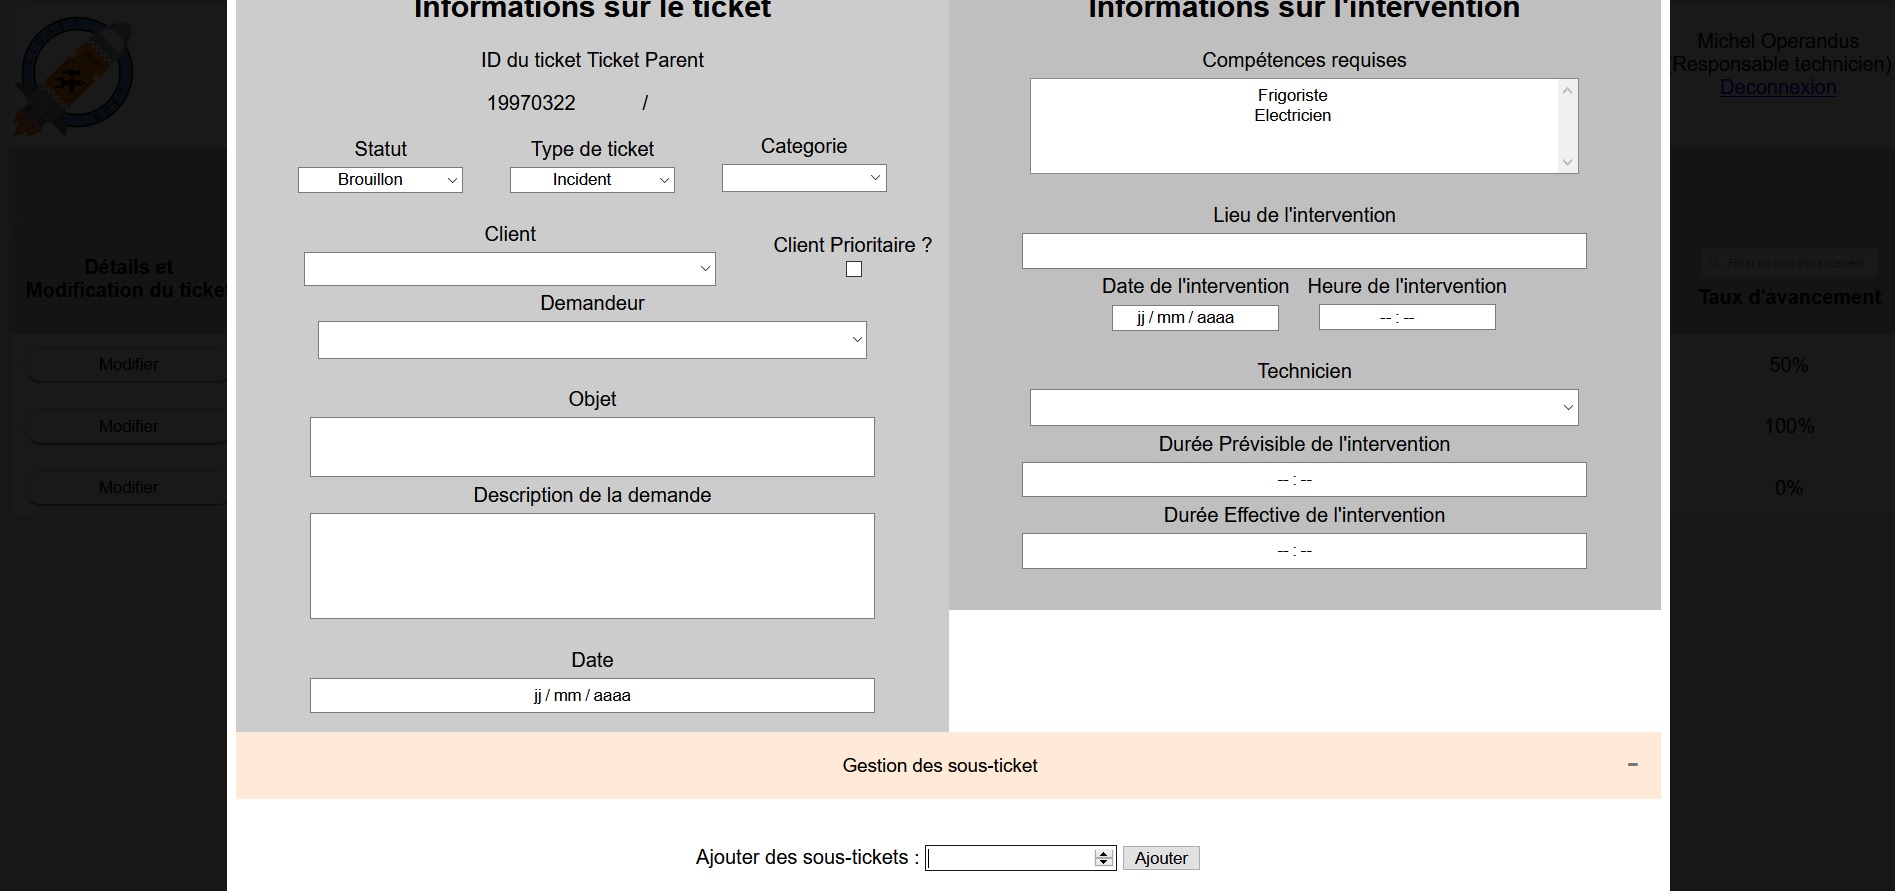 Informations sur le ticket
ID du ticket Ticket Parent
19970322 /
Statut Type de ticket Categorie
Brouillon Incident
Client
Client Prioritaire ?
Demandeur
Objet
Description de la demande
Date
jj / mm / aaaa
Informations sur l'intervention
Compétences requises
Frigoriste
Electricien
Lieu de l'intervention
Date de l'intervention Heure de l'intervention
jj / mm / aaaa -- : --
Technicien
Durée Prévisible de l'intervention
-- : --
Durée Effective de l'intervention
-- : --
Gestion des sous-ticket
Ajouter des sous-tickets : Ajouter
Détails et
Modification du ticket
Modifier
Modifier
Modifier
Michel Operandus
(Responsable technicien)
Deconnexion
Filtrer un taux d'avancement
Taux d'avancement
50%
100%
0%